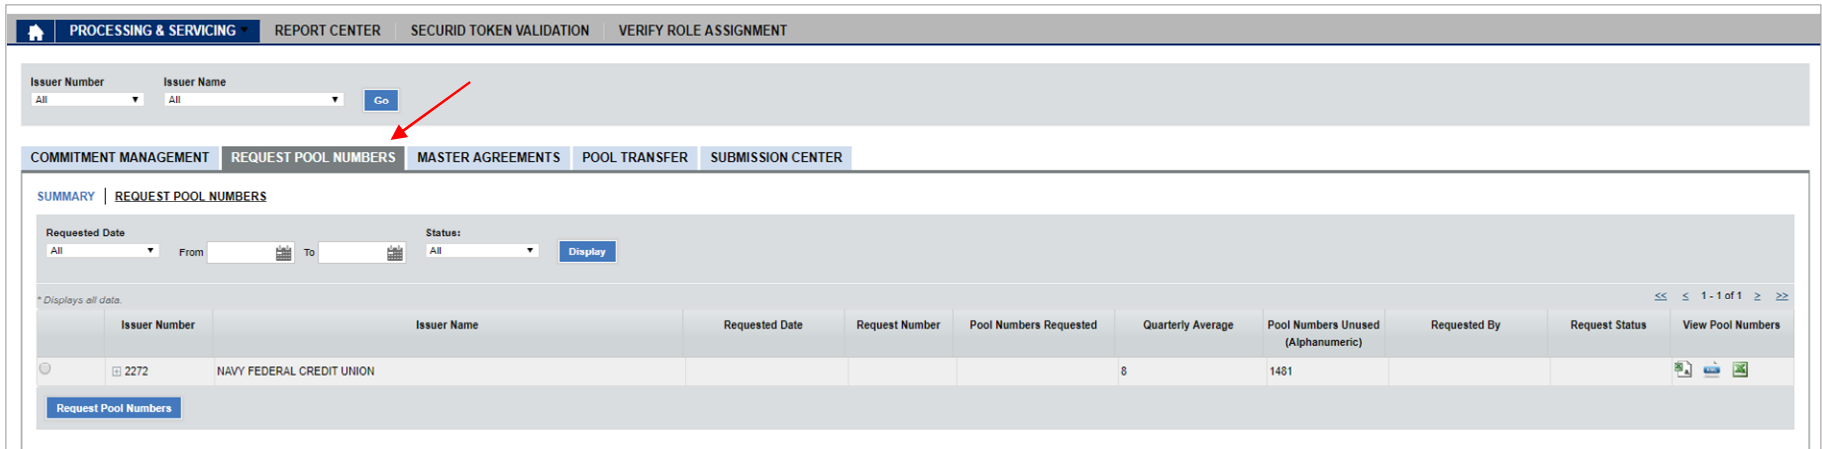 PROCESSING & SERVICING REPORT CENTER SECURID TOKEN VALIDATION VERIFY ROLE ASSIGNMENT
Issuer Number Issuer Name
All All Go
COMMITMENT MANAGEMENT REQUEST POOL NUMBERS MASTER AGREEMENTS POOL TRANSFER SUBMISSION CENTER
SUMMARY REQUEST POOL NUMBERS
Requested Date Status:
All From To All Display
* Displays all data. << < 1 - 1 of 1 > >>
Issuer Number Issuer Name Requested Date Request Number Pool Numbers Requested Quarterly Average Pool Numbers Unused Requested By Request Status View Pool Numbers
(Alphanumeric)
2272 NAVY FEDERAL CREDIT UNION 8 1481
Request Pool Numbers